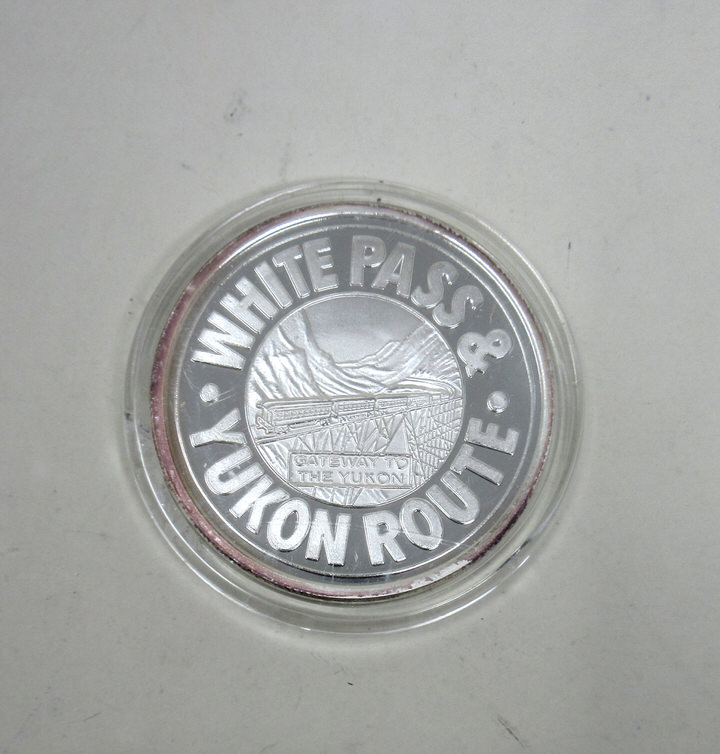 WHITE PASS &
YUKON ROUTE
GATEWAY TO
THE YUKON